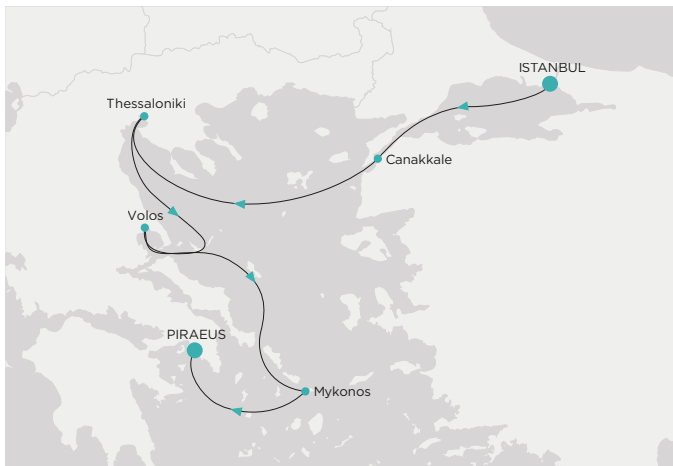 ISTANBUL
Thessaloniki
Canakkale
Volos
PIRAEUS
Mykonos